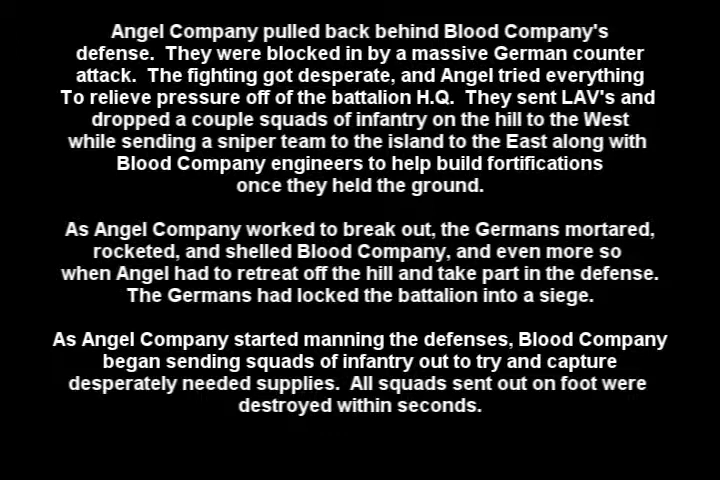 Angel Company pulled back behind Blood Company's
defense.  They were blocked in by a massive German counter
attack.  The fighting got desperate, and Angel tried everything
To relieve pressure off of the battalion H.Q.  They sent LAV's and
dropped a couple squads of infantry on the hill to the West
while sending a sniper team to the island to the East along with
Blood Company engineers to help build fortifications
once they held the ground.
As Angel Company worked to break out, the Germans mortared,
rocketed, and shelled Blood Company, and even more so
when Angel had to retreat off the hill and take part in the defense.
The Germans had locked the battalion into a siege.
As Angel Company started manning the defenses, Blood Company
began sending squads of infantry out to try and capture
desperately needed supplies.  All squads sent out on foot were
destroyed within seconds.